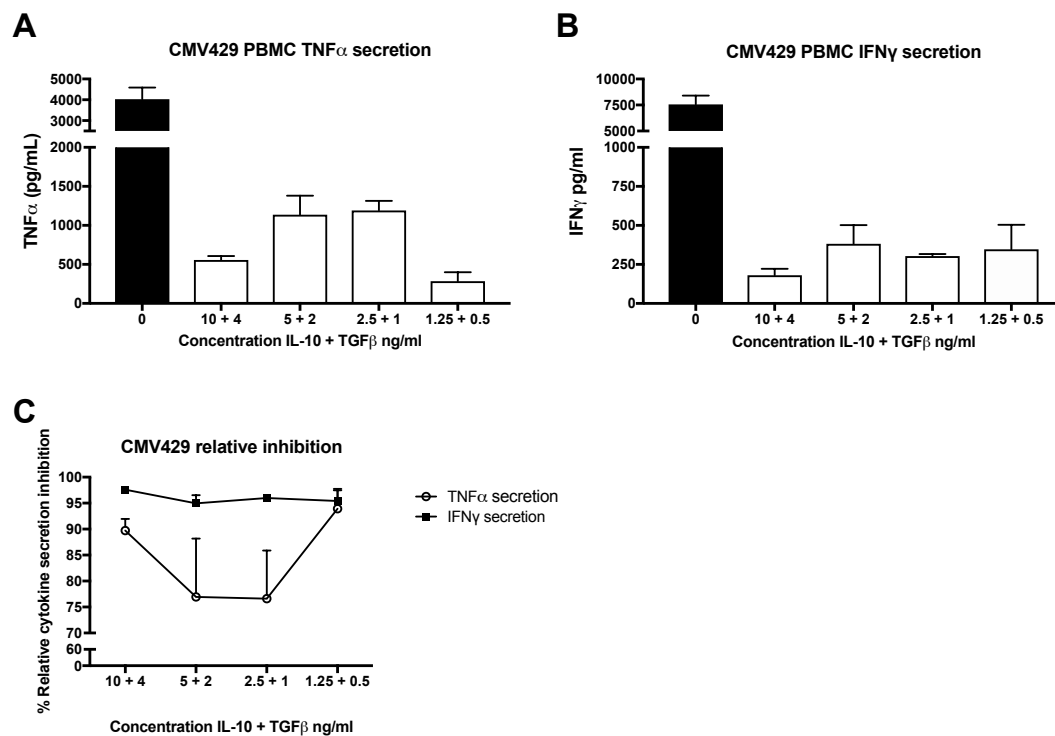 A
CMV429 PBMC TNFα secretion
TNFα (pg/mL)
5000
4000
3000
2000
1500
1000
500
0
0 10 + 4 5 + 2 2.5 + 1 1.25 + 0.5
Concentration IL-10 + TGFβ ng/ml
B
CMV429 PBMC IFNγ secretion
IFNγ pg/ml
10000
7500
5000
1000
750
500
250
0
0 10 + 4 5 + 2 2.5 + 1 1.25 + 0.5
Concentration IL-10 + TGFβ ng/ml
C
CMV429 relative inhibition
% Relative cytokine secretion inhibition
100
95
90
85
80
75
70
60
0
10 + 4 5 + 2 2.5 + 1 1.25 + 0.5
Concentration IL-10 + TGFβ ng/ml
TNFα secretion
IFNγ secretion